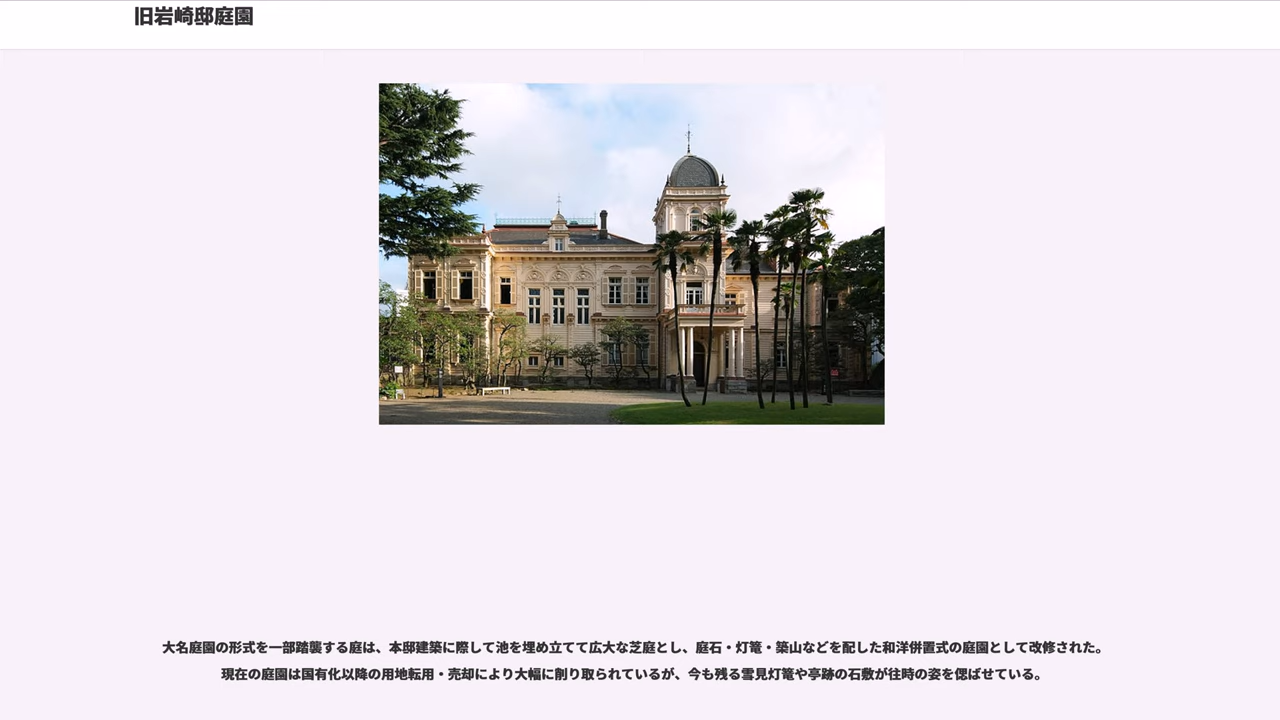 旧岩崎邸庭園
大名庭園の形式を一部踏襲する庭は、本邸建築に際して池を埋め立てて広大な芝庭とし、庭石・灯篭・築山などを配した和洋併置式の庭園として改修された。
現在の庭園は国有化以降の用地転用・売却により大幅に削り取られているが、今も残る雪見灯篭や亭跡の石敷が往時の姿を偲ばせている。